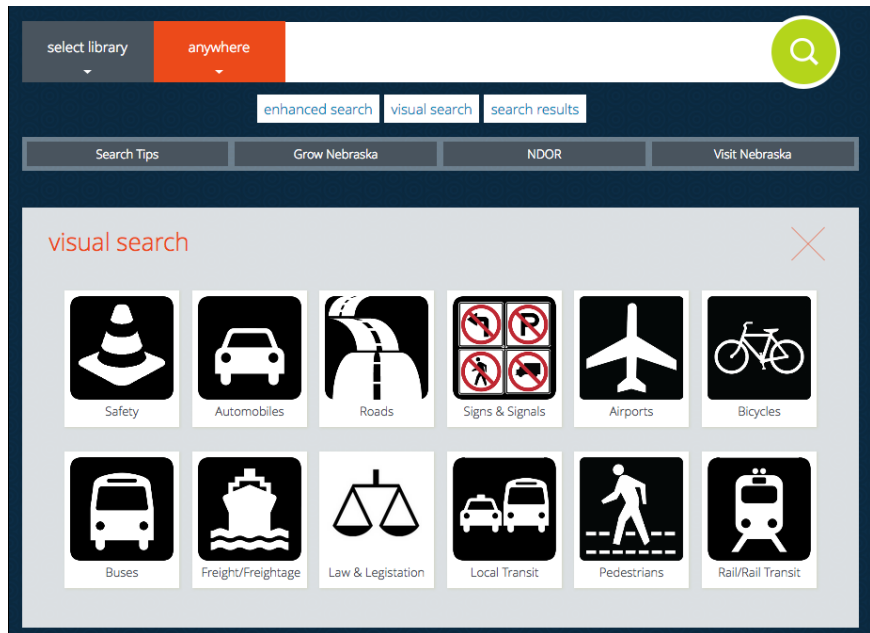 select library
anywhere
enhanced search
visual search
search results
Search Tips
Grow Nebraska
NDOR
Visit Nebraska
visual search
P
Safety
Automobiles
Roads
Signs & Signals
Airports
Bicycles
Buses
Freight/Freightage
Law & Legistation
Local Transit
Pedestrians
Rail/Rail Transit